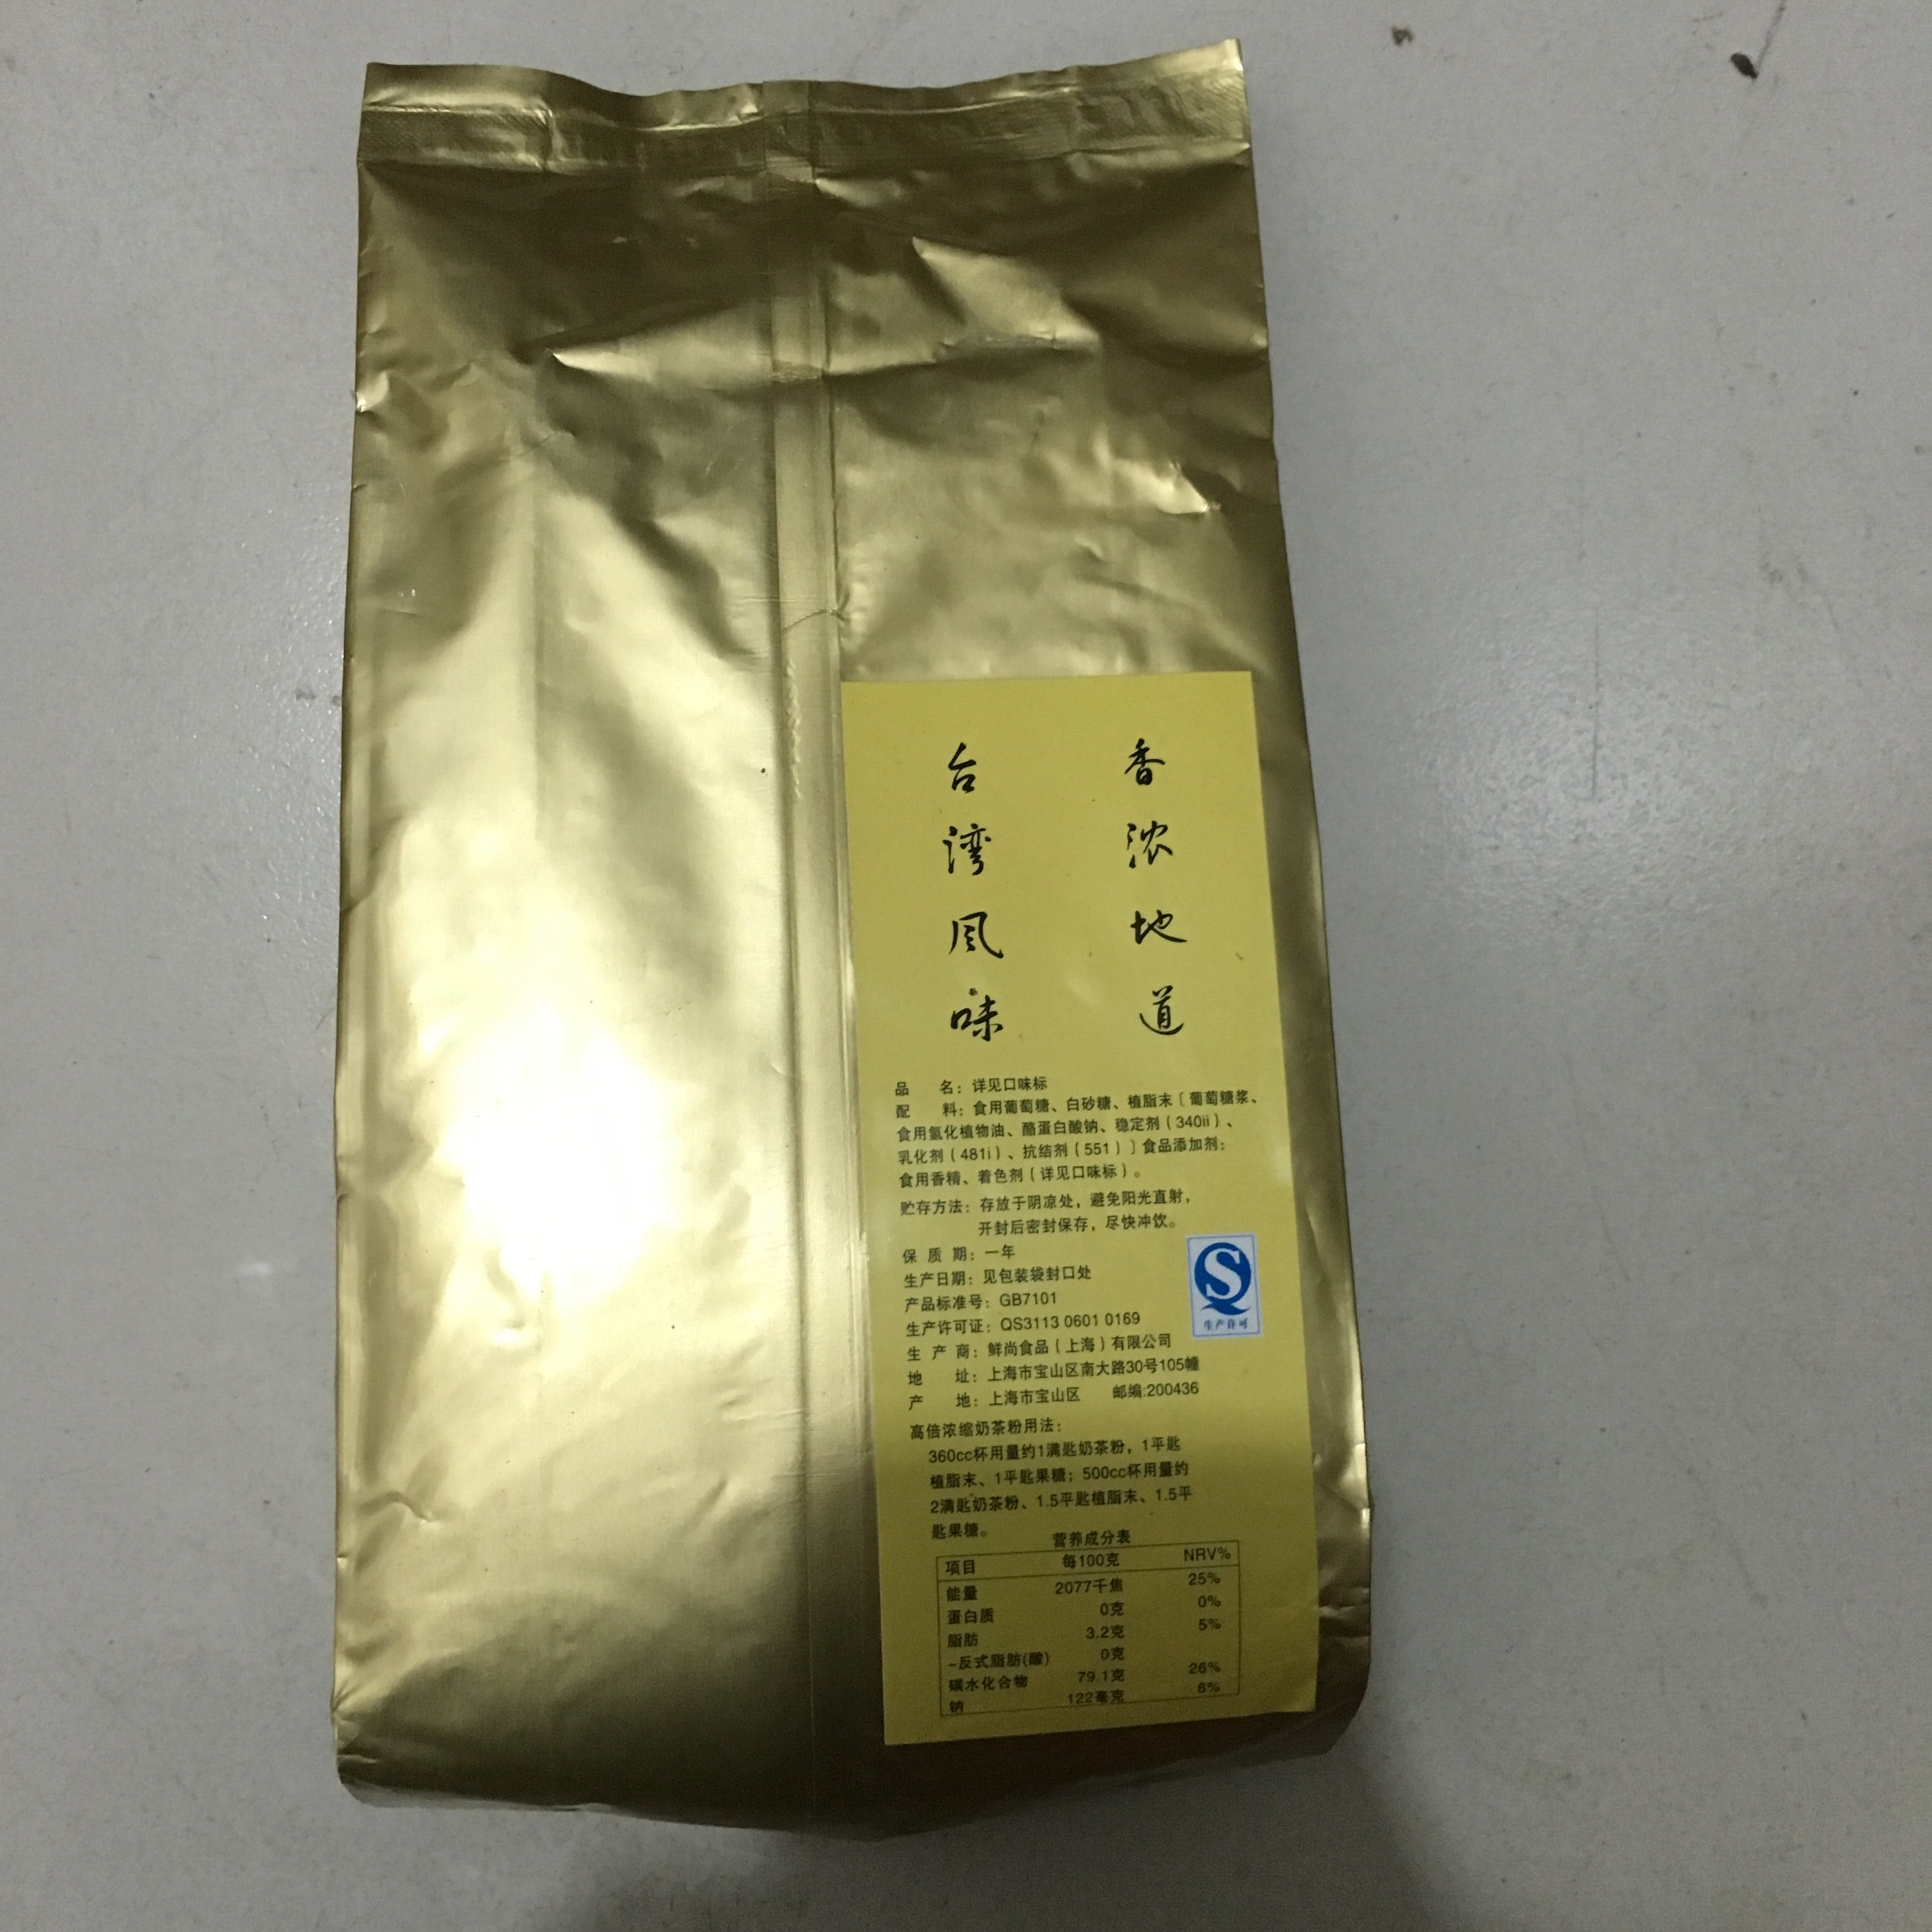 香浓地道
台湾风味
品 名：详见口味标
配 料：食用葡萄糖、白砂糖、植脂末〔葡萄糖浆、
食用氢化植物油、酪蛋白酸钠、稳定剂（340ii）、
乳化剂（481i）、抗结剂（551）〕食品添加剂：
食用香精、着色剂（详见口味标）。
贮存方法：存放于阴凉处，避免阳光直射，
开封后密封保存，尽快冲饮。
保 质 期：一年
生产日期：见包装袋封口处
产品标准号：GB7101
生产许可证：QS3113 0601 0169
生产许可
生 产 商：鲜尚食品（上海）有限公司
地 址：上海市宝山区南大路30号105幢
产 地：上海市宝山区 邮编:200436
高倍浓缩奶茶粉用法：
360cc杯用量约1满匙奶茶粉，1平匙
植脂末、1平匙果糖；500cc杯用量约
2满匙奶茶粉、1.5平匙植脂末、1.5平
匙果糖。
营养成分表
项目 每100克 NRV%
能量 2077千焦 25%
蛋白质 0克 0%
脂肪 3.2克 5%
-反式脂肪(酸) 0克
碳水化合物 79.1克 26%
钠 122毫克 6%